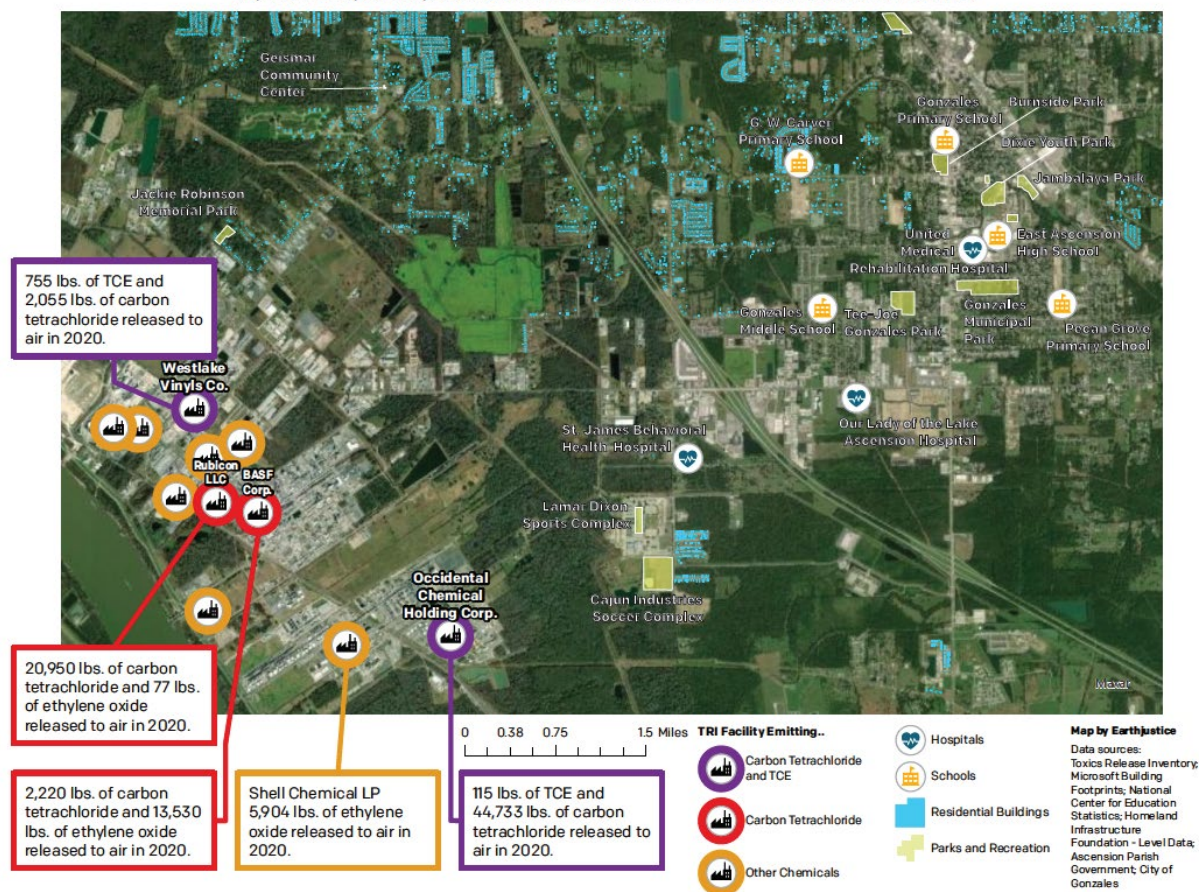 Geismar
Community
Center
Gonzales
Primary School
Burnside Park
G. W. Carver
Primary School
Dixie Youth Park
Jambalaya Park
Jackie Robinson
Memorial Park
United
Medical
Rehabilitation Hospital
East Ascension
High School
755 lbs. of TCE and
2,055 lbs. of carbon
tetrachloride released to
air in 2020.
Gonzales
Middle School
Tee-Joe
Gonzales Park
Gonzales
Municipal
Park
Pecan Grove
Primary School
Westlake
Vinyls Co.
St. James Behavioral
Health Hospital
Our Lady of the Lake
Ascension Hospital
Rubicon
LLC
BASF
Corp.
Lamar Dixon
Sports Complex
Occidental
Chemical
Holding Corp.
Cajun Industries
Soccer Complex
Maxar
20,950 lbs. of carbon
tetrachloride and 77 lbs.
of ethylene oxide
released to air in 2020.
2,220 lbs. of carbon
tetrachloride and 13,530
lbs. of ethylene oxide
released to air in 2020.
Shell Chemical LP
5,904 lbs. of ethylene
oxide released to air in
2020.
115 lbs. of TCE and
44,733 lbs. of carbon
tetrachloride released to
air in 2020.
0 0.38 0.75 1.5 Miles
TRI Facility Emitting..
Carbon Tetrachloride
and TCE
Carbon Tetrachloride
Other Chemicals
Hospitals
Schools
Residential Buildings
Parks and Recreation
Map by Earthjustice
Data sources:
Toxics Release Inventory;
Microsoft Building
Footprints; National
Center for Education
Statistics; Homeland
Infrastructure
Foundation - Level Data;
Ascension Parish
Government; City of
Gonzales